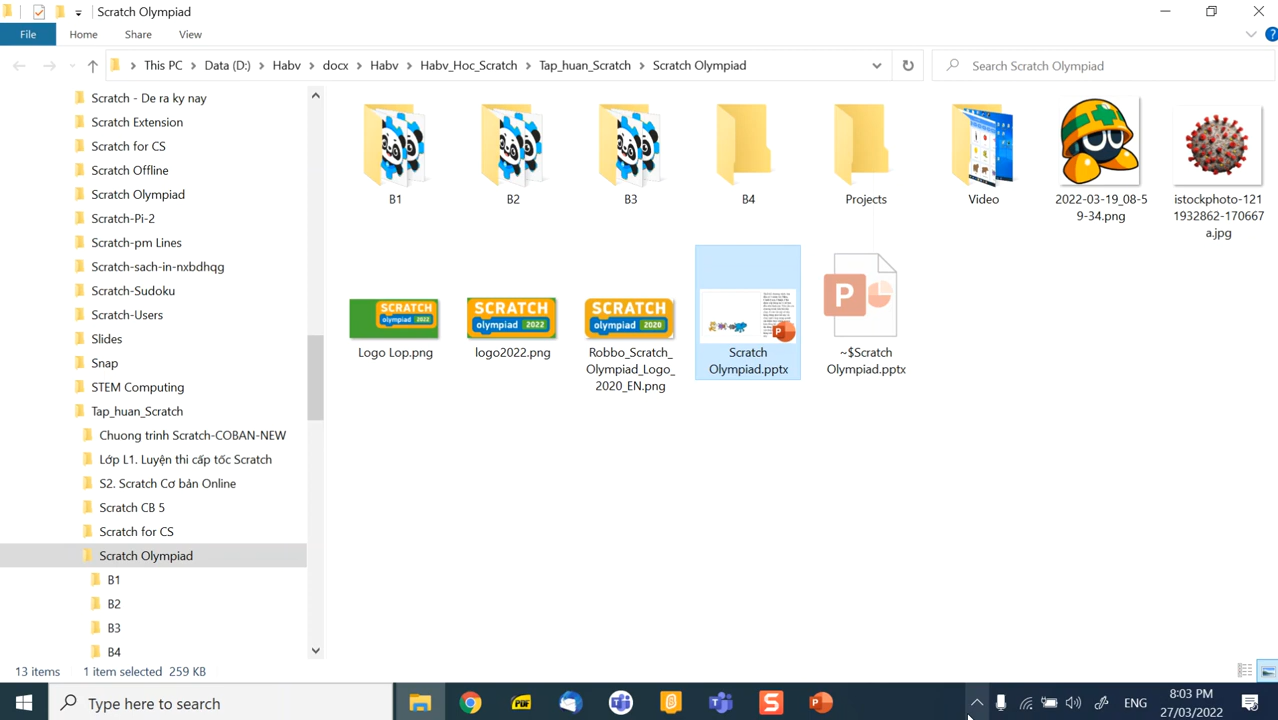 Scratch Olympiad
File Home Share View
This PC Data (D:) Habv docx Habv Habv_Hoc_Scratch Tap_huan_Scratch Scratch Olympiad
Search Scratch Olympiad
Scratch - De ra ky nay
Scratch Extension
Scratch for CS
Scratch Offline
Scratch Olympiad
Scratch-Pi-2
Scratch-pm Lines
Scratch-sach-in-nxbdhqg
Scratch-Sudoku
Scratch-Users
Slides
Snap
STEM Computing
Tap_huan_Scratch
Chuong trinh Scratch-COBAN-NEW
Lớp L1. Luyện thi cấp tốc Scratch
S2. Scratch Cơ bản Online
Scratch CB 5
Scratch for CS
Scratch Olympiad
B1
B2
B3
B4
B1
B2
B3
B4
Projects
Video
2022-03-19_08-5
9-34.png
istockphoto-121
1932862-170667
a.jpg
SCRATCH
olympiad 2022
Logo Lop.png
SCRATCH
olympiad 2022
logo2022.png
SCRATCH
olympiad 2020
Robbo_Scratch_
Olympiad_Logo_
2020_EN.png
Scratch
Olympiad.pptx
P
~$Scratch
Olympiad.pptx
13 items 1 item selected 259 KB
Type here to search
PDF
ENG
8:03 PM
27/03/2022